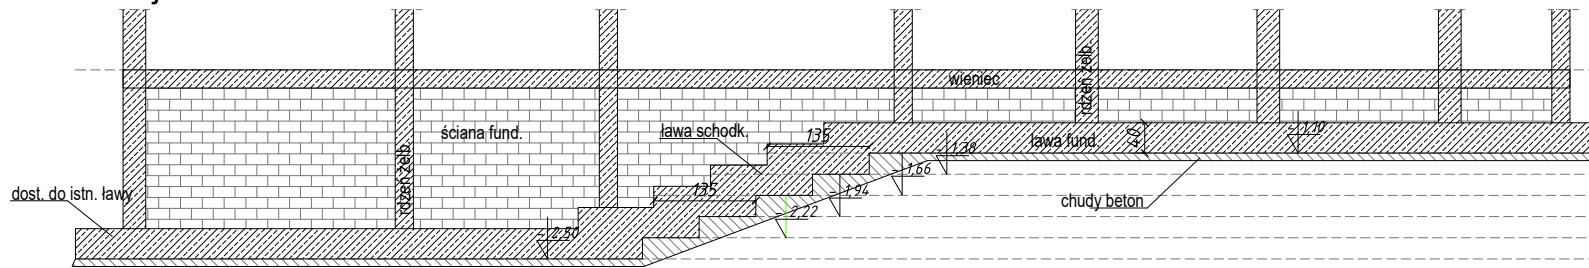 wieniec
rdzeń żelb.
ściana fund.
ława schodk.
135
ława fund.
40
- 1,10
- 1,38
- 1,66
rdzeń żelb.
dost. do istn. ławy
135
- 1,94
chudy beton
- 2,22
- 2,50